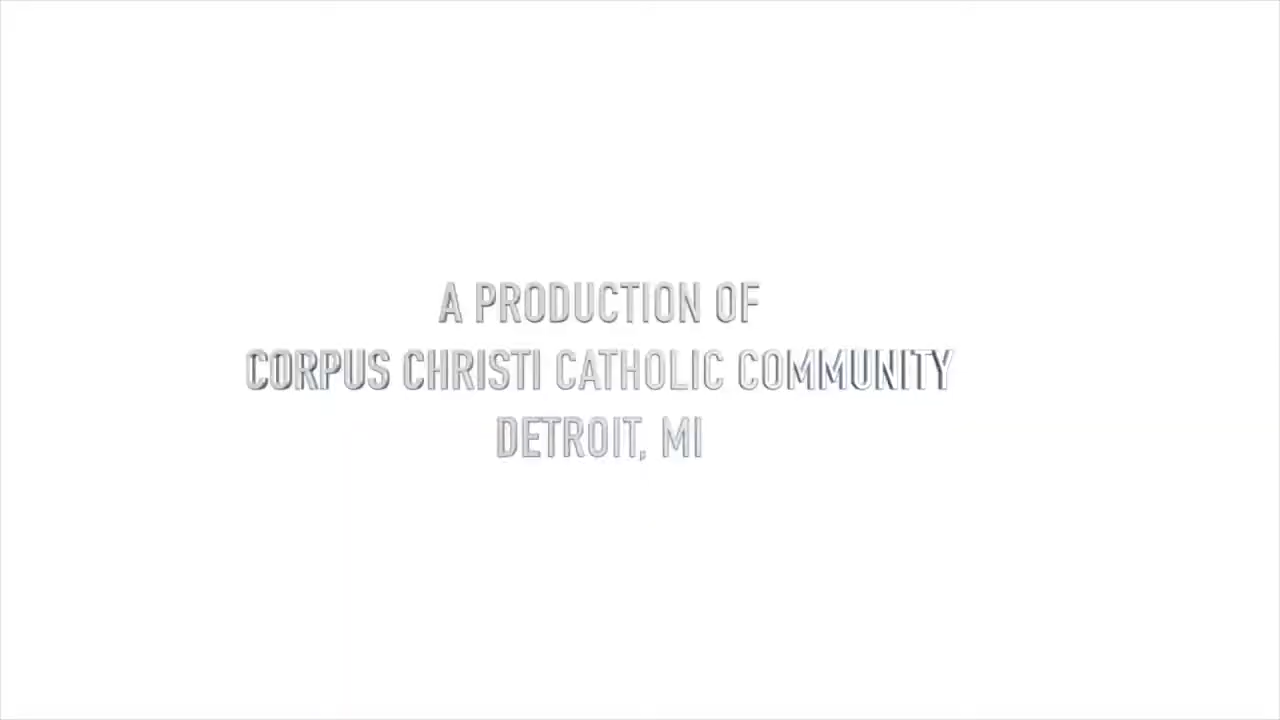 A PRODUCTION OF
CORPUS CHRISTI CATHOLIC COMMUNITY
DETROIT, MI